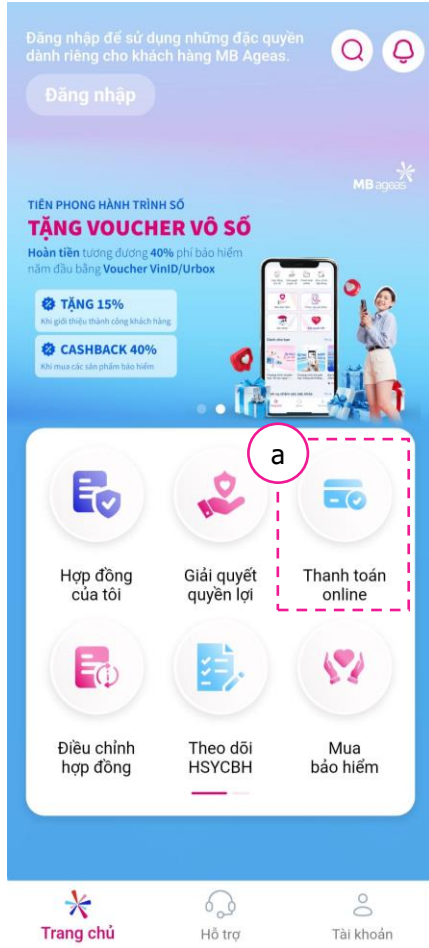 Đăng nhập để sử dụng những đặc quyền
dành riêng cho khách hàng MB Ageas.
Đăng nhập
MB ageas
TIÊN PHONG HÀNH TRÌNH SỐ
TẶNG VOUCHER VÔ SỐ
Hoàn tiền tương đương 40% phí bảo hiểm
năm đầu bằng Voucher VinID/Urbox
TẶNG 15%
Khi giới thiệu thành công khách hàng
CASHBACK 40%
Khi mua các sản phẩm bảo hiểm
a
Hợp đồng
của tôi
Giải quyết
quyền lợi
Thanh toán
online
Điều chỉnh
hợp đồng
Theo dõi
HSYCBH
Mua
bảo hiểm
Trang chủ
Hỗ trợ
Tài khoản